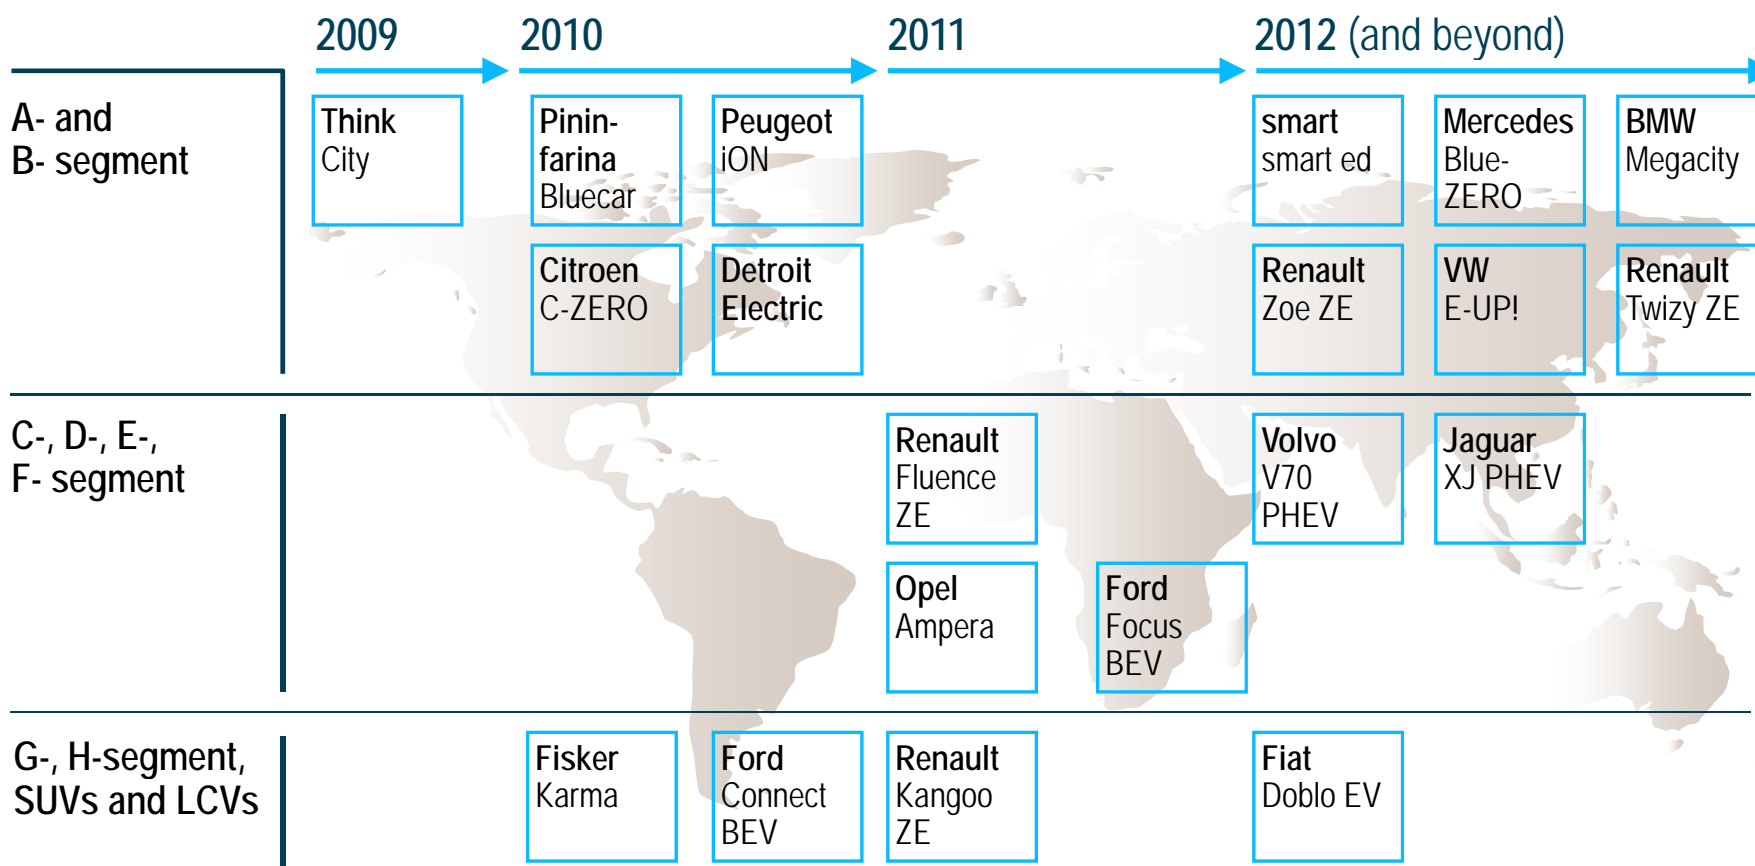 2009 2010 2011 2012 (and beyond)
A- and
B- segment
Think
City
Pinin-
farina
Bluecar
Peugeot
iON
smart
smart ed
Mercedes
Blue-
ZERO
BMW
Megacity
Citroen
C-ZERO
Detroit
Electric
Renault
Zoe ZE
VW
E-UP!
Renault
Twizy ZE
C-, D-, E-,
F- segment
Renault
Fluence
ZE
Volvo
V70
PHEV
Jaguar
XJ PHEV
Opel
Ampera
Ford
Focus
BEV
G-, H-segment,
SUVs and LCVs
Fisker
Karma
Ford
Connect
BEV
Renault
Kangoo
ZE
Fiat
Doblo EV